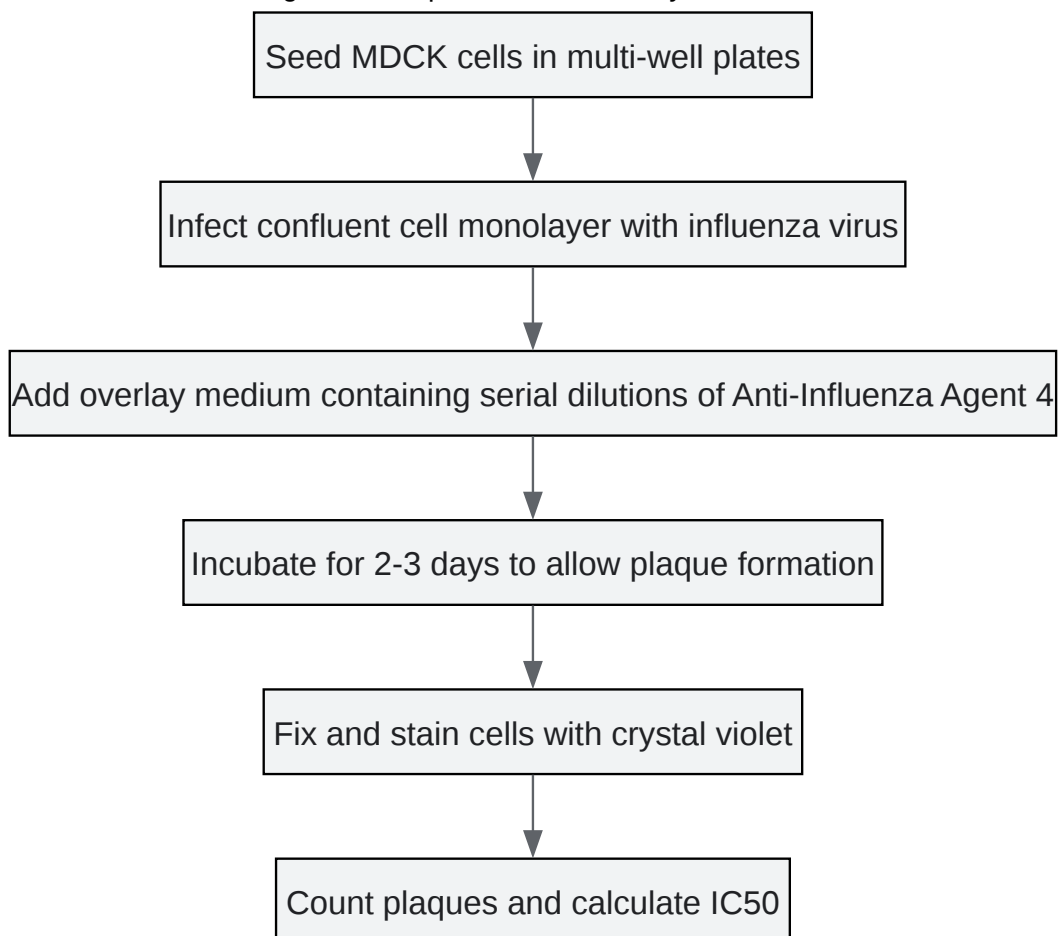 Seed MDCK cells in multi-well plates
Infect confluent cell monolayer with influenza virus
Add overlay medium containing serial dilutions of Anti-Influenza Agent 4
Incubate for 2-3 days to allow plaque formation
Fix and stain cells with crystal violet
Count plaques and calculate IC50